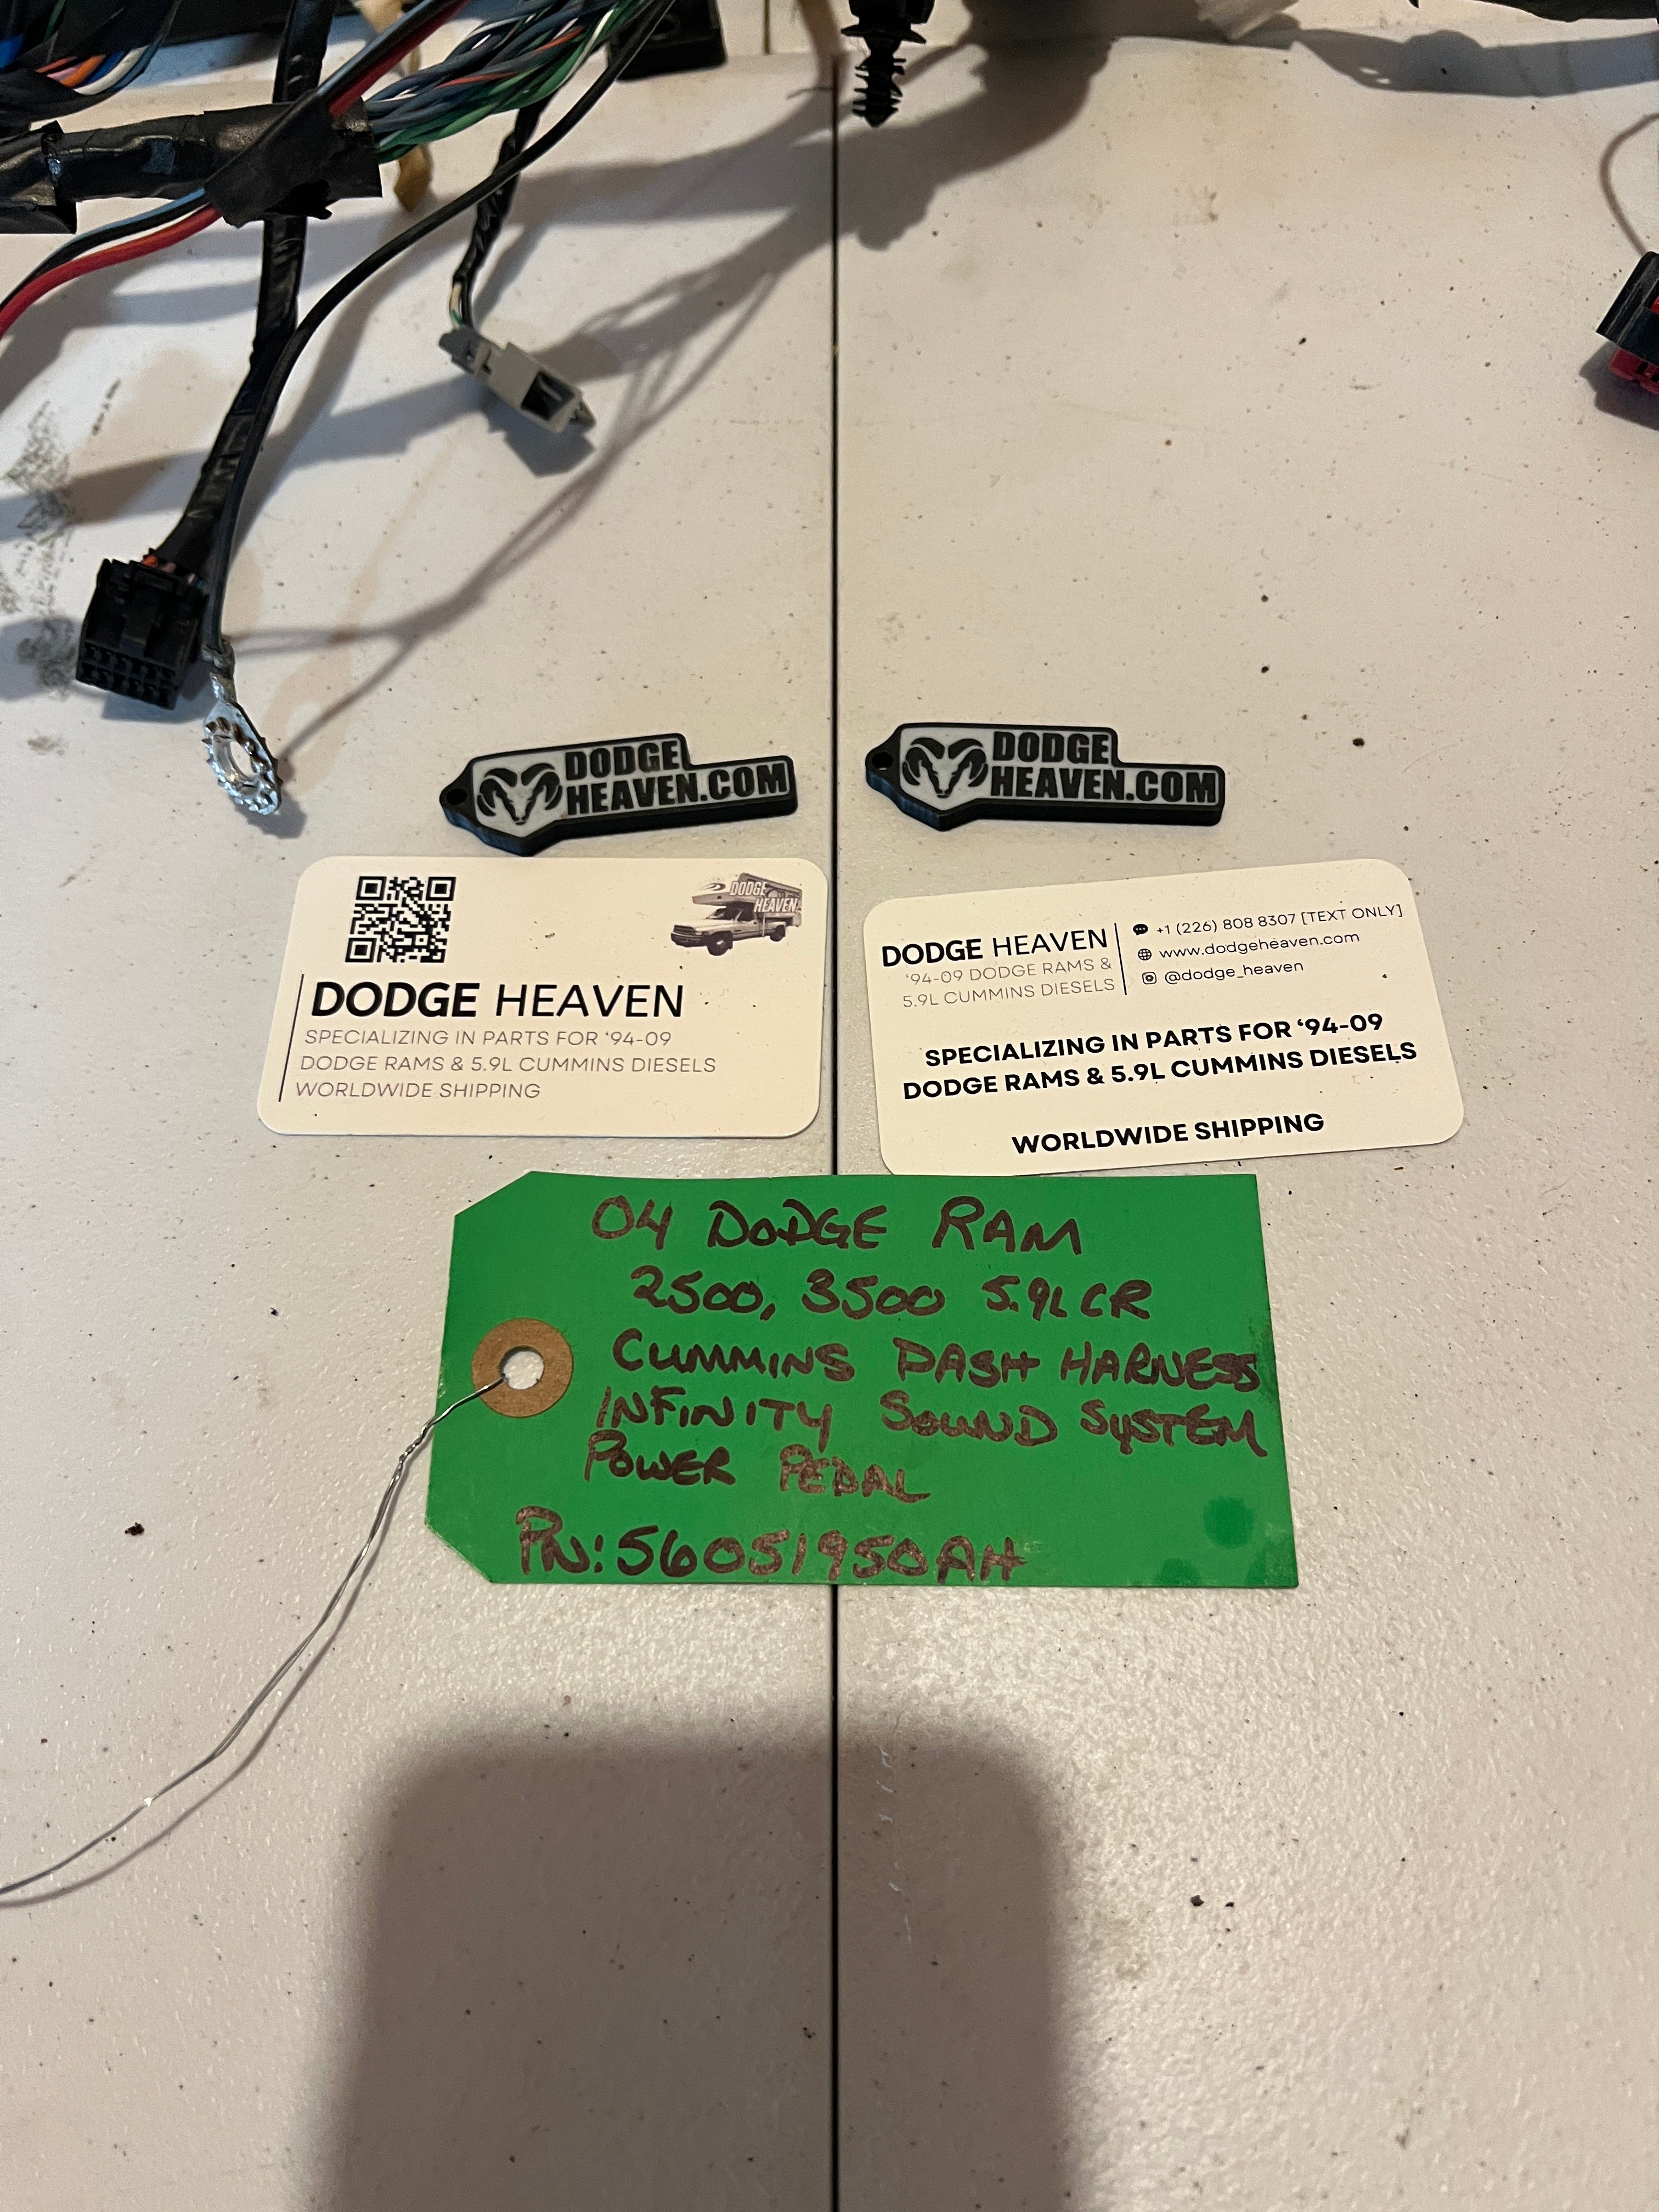 DODGE
HEAVEN.COM
DODGE
HEAVEN.COM
DODGE
HEAVEN
DODGE HEAVEN
SPECIALIZING IN PARTS FOR ‘94-09
DODGE RAMS & 5.9L CUMMINS DIESELS
WORLDWIDE SHIPPING
DODGE HEAVEN
‘94-09 DODGE RAMS &
5.9L CUMMINS DIESELS
+1 (226) 808 8307 [TEXT ONLY]
www.dodgeheaven.com
@dodge_heaven
SPECIALIZING IN PARTS FOR ‘94-09
DODGE RAMS & 5.9L CUMMINS DIESELS
WORLDWIDE SHIPPING
04 DODGE RAM
2500, 3500 5.9L CR
CUMMINS DASH HARNESS
INFINITY SOUND SYSTEM
POWER PEDAL
PN: 56051950AH